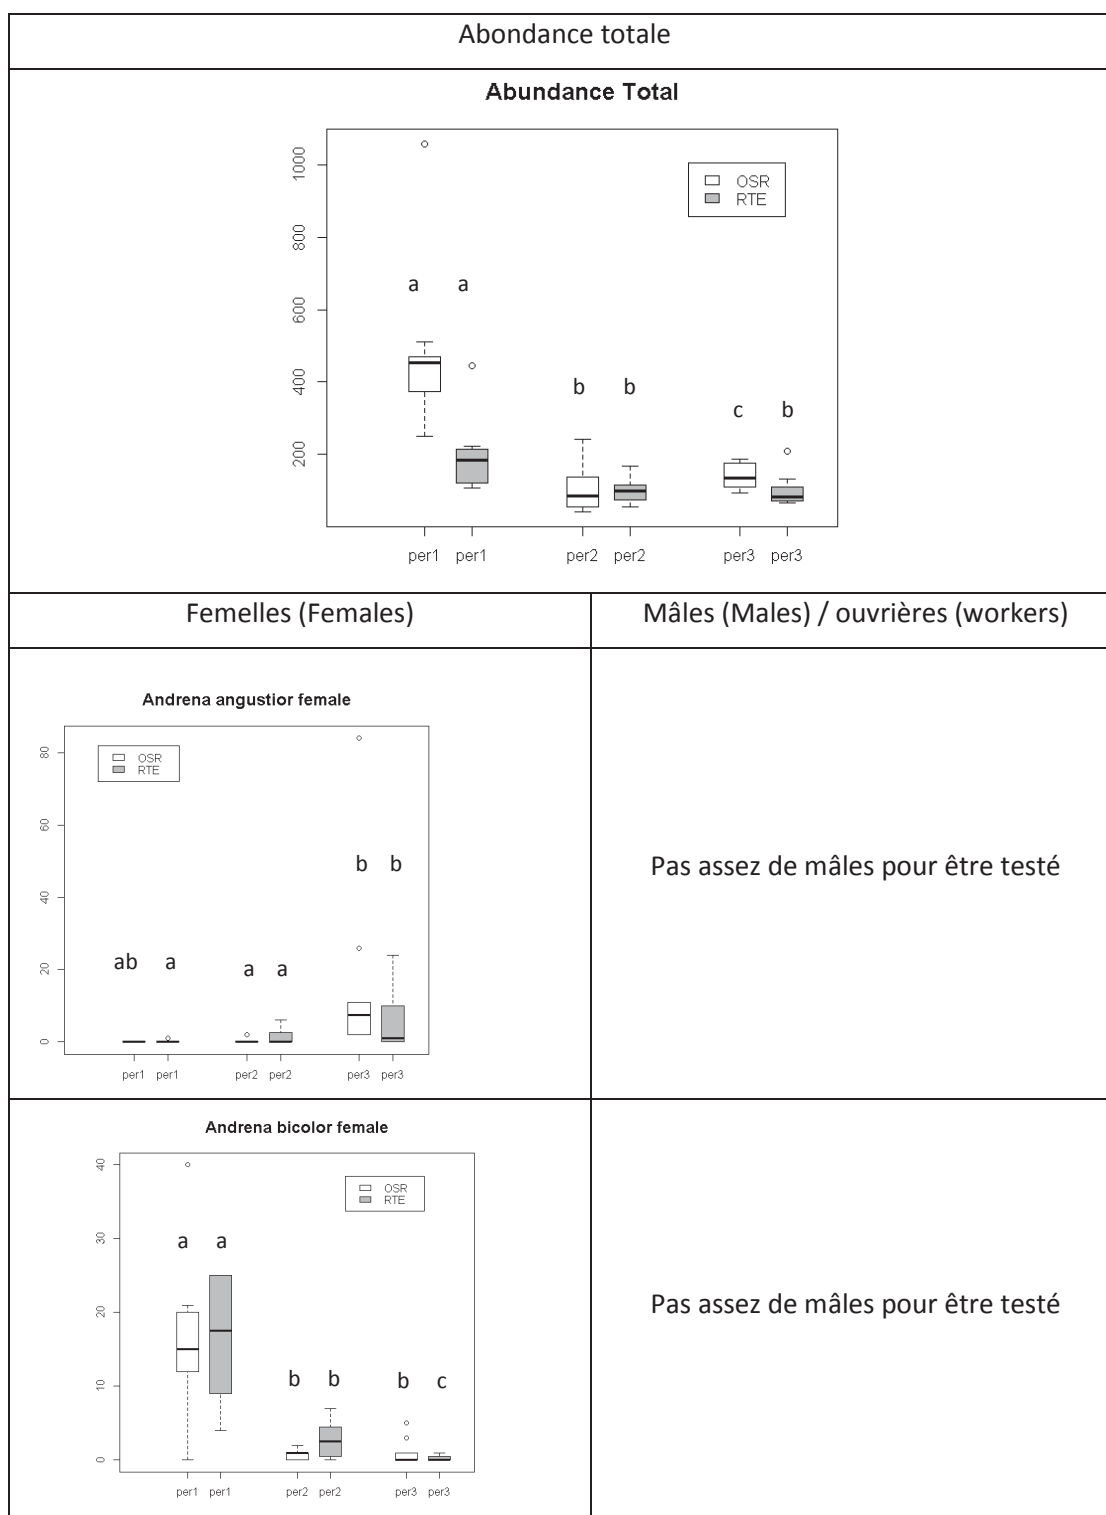 Abondance totale
Abundance Total
1000
800
600
400
200
OSR
RTE
a a
b b
c b
per1 per1 per2 per2 per3 per3
Femelles (Females)
Mâles (Males) / ouvrières (workers)
Andrena angustior female
80
60
40
20
0
OSR
RTE
b b
ab a a a
per1 per1 per2 per2 per3 per3
Pas assez de mâles pour être testé
Andrena bicolor female
40
30
20
10
0
OSR
RTE
a a
b b b c
per1 per1 per2 per2 per3 per3
Pas assez de mâles pour être testé